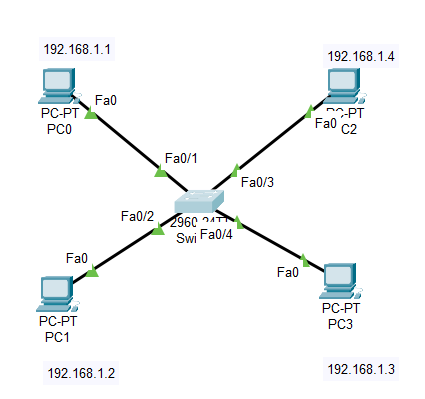 192.168.1.1
192.168.1.4
Fa0
PC-PT
PC0
Fa0
C2
Fa0/1
Fa0/3
Fa0/2
Fa0/4
Fa0
PC-PT
PC1
Fa0
PC-PT
PC3
192.168.1.2
192.168.1.3